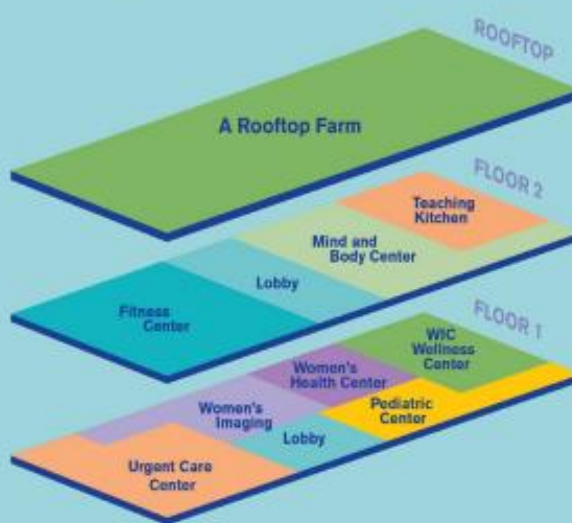 ROOFTOP
A Rooftop Farm
FLOOR 2
Teaching
Kitchen
Mind and
Body Center
Lobby
Fitness
Center
FLOOR 1
WIC
Wellness
Center
Women's
Health Center
Pediatric
Center
Women's
Imaging
Lobby
Urgent Care
Center